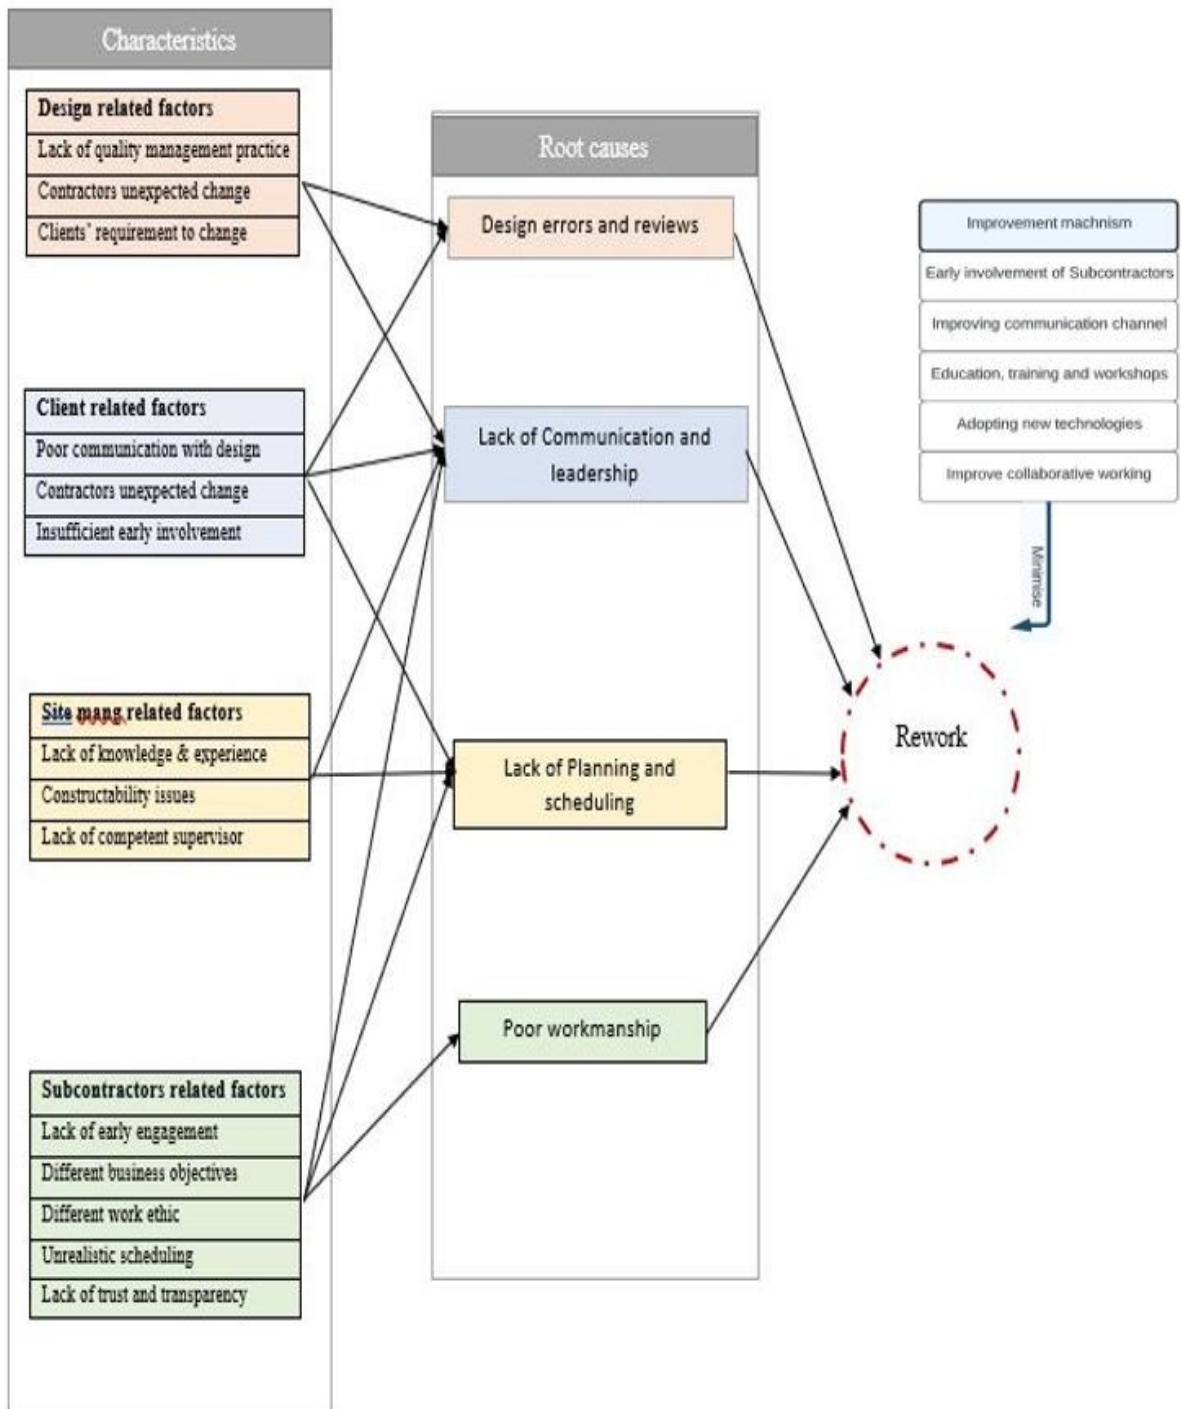 Characteristics
Design related factors
Lack of quality management practice
Contractors unexpected change
Clients' requirement to change
Client related factors
Poor communication with design
Contractors unexpected change
Insufficient early involvement
Site mang related factors
Lack of knowledge & experience
Constructability issues
Lack of competent supervisor
Subcontractors related factors
Lack of early engagement
Different business objectives
Different work ethic
Unrealistic scheduling
Lack of trust and transparency
Root causes
Design errors and reviews
Lack of Communication and
leadership
Lack of Planning and
scheduling
Poor workmanship
Improvement machnism
Early involvement of Subcontractors
Improving communication channel
Education, training and workshops
Adopting new technologies
Improve collaborative working
Minimise
Rework